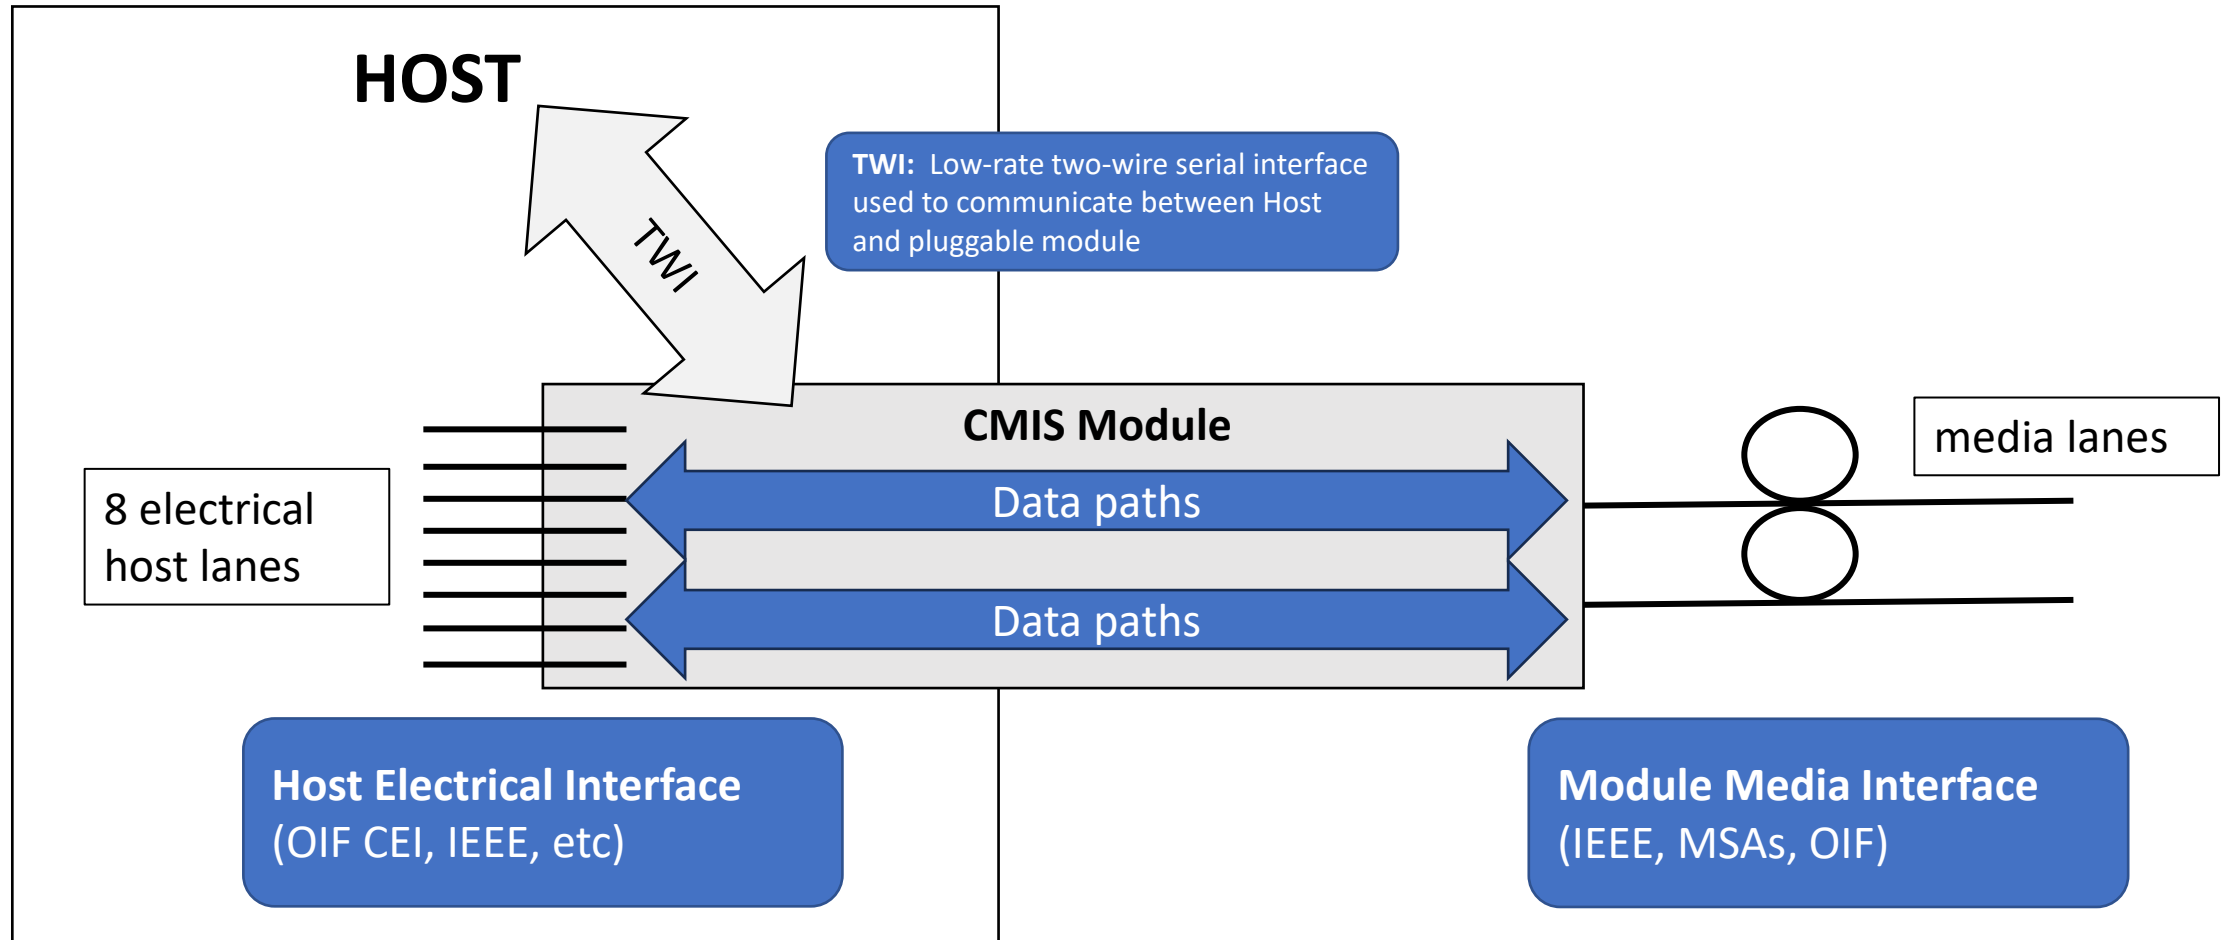 HOST
TWI:  Low-rate two-wire serial interface
used to communicate between Host
and pluggable module
TWI
CMIS Module
media lanes
8 electrical
host lanes
Data paths
Data paths
Host Electrical Interface
(OIF CEI, IEEE, etc)
Module Media Interface
(IEEE, MSAs, OIF)